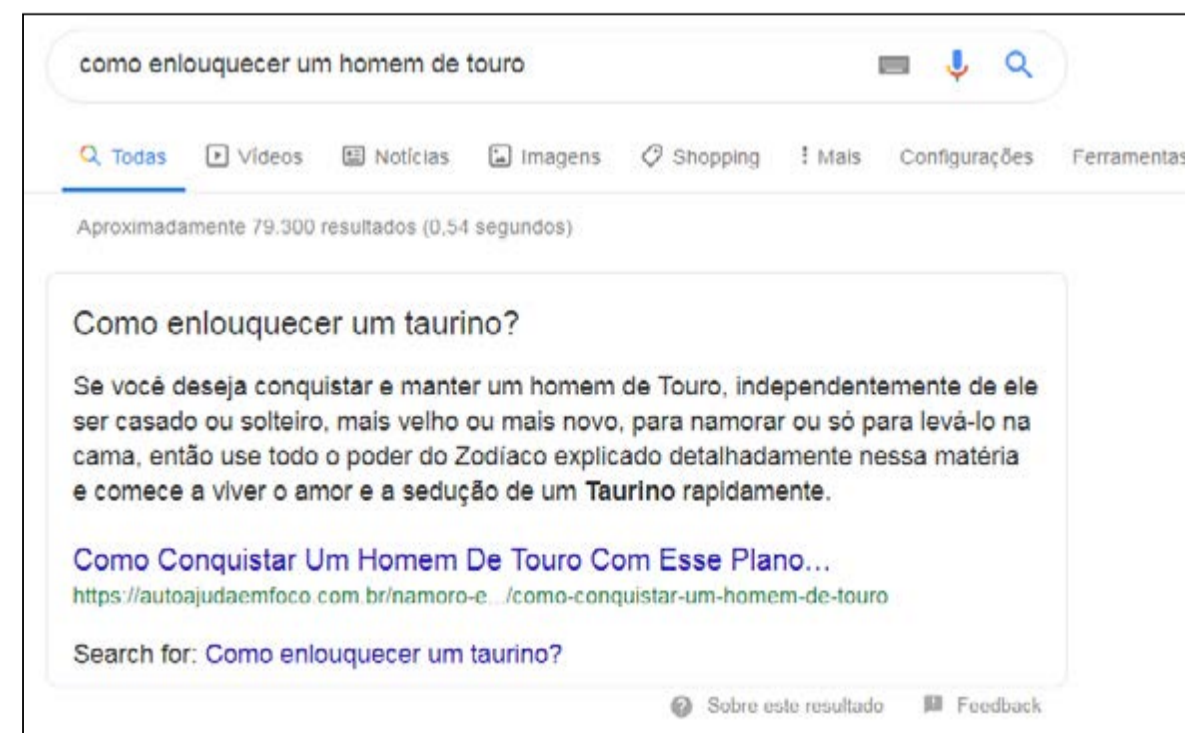 como enlouquecer um homem de touro
Todas Vídeos Notícias Imagens Shopping Mais Configurações Ferramentas
Aproximadamente 79.300 resultados (0,54 segundos)
Como enlouquecer um taurino?
Se você deseja conquistar e manter um homem de Touro, independentemente de ele
ser casado ou solteiro, mais velho ou mais novo, para namorar ou só para levá-lo na
cama, então use todo o poder do Zodíaco explicado detalhadamente nessa matéria
e comece a viver o amor e a sedução de um Taurino rapidamente.
Como Conquistar Um Homem De Touro Com Esse Plano...
https://autoajudaemfoco.com.br/namoro-e.../como-conquistar-um-homem-de-touro
Search for: Como enlouquecer um taurino?
Sobre este resultado Feedback